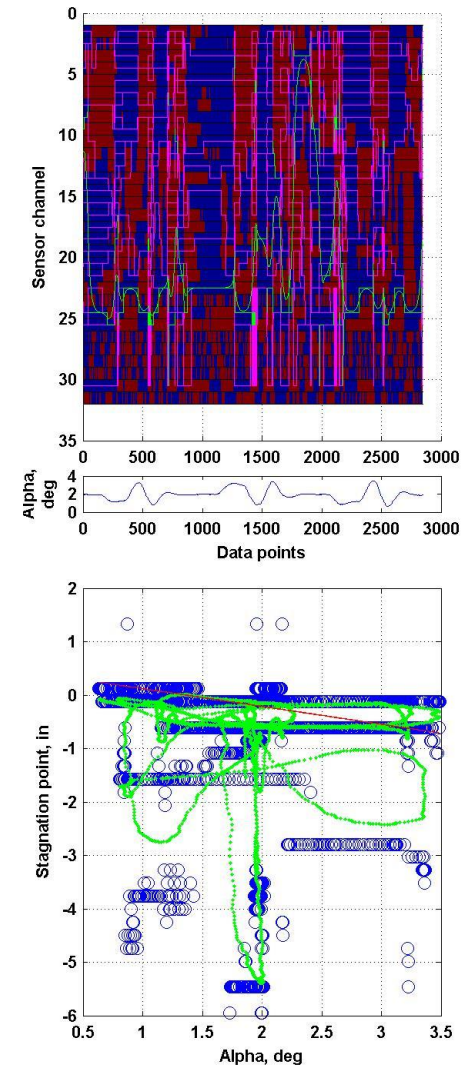 0
5
10
15
20
25
30
35
Sensor channel
0 500 1000 1500 2000 2500 3000
4
2
0
Alpha,
deg
0 500 1000 1500 2000 2500 3000
Data points
2
1
0
-1
-2
-3
-4
-5
-6
Stagnation point, in
0.5 1 1.5 2 2.5 3 3.5
Alpha, deg